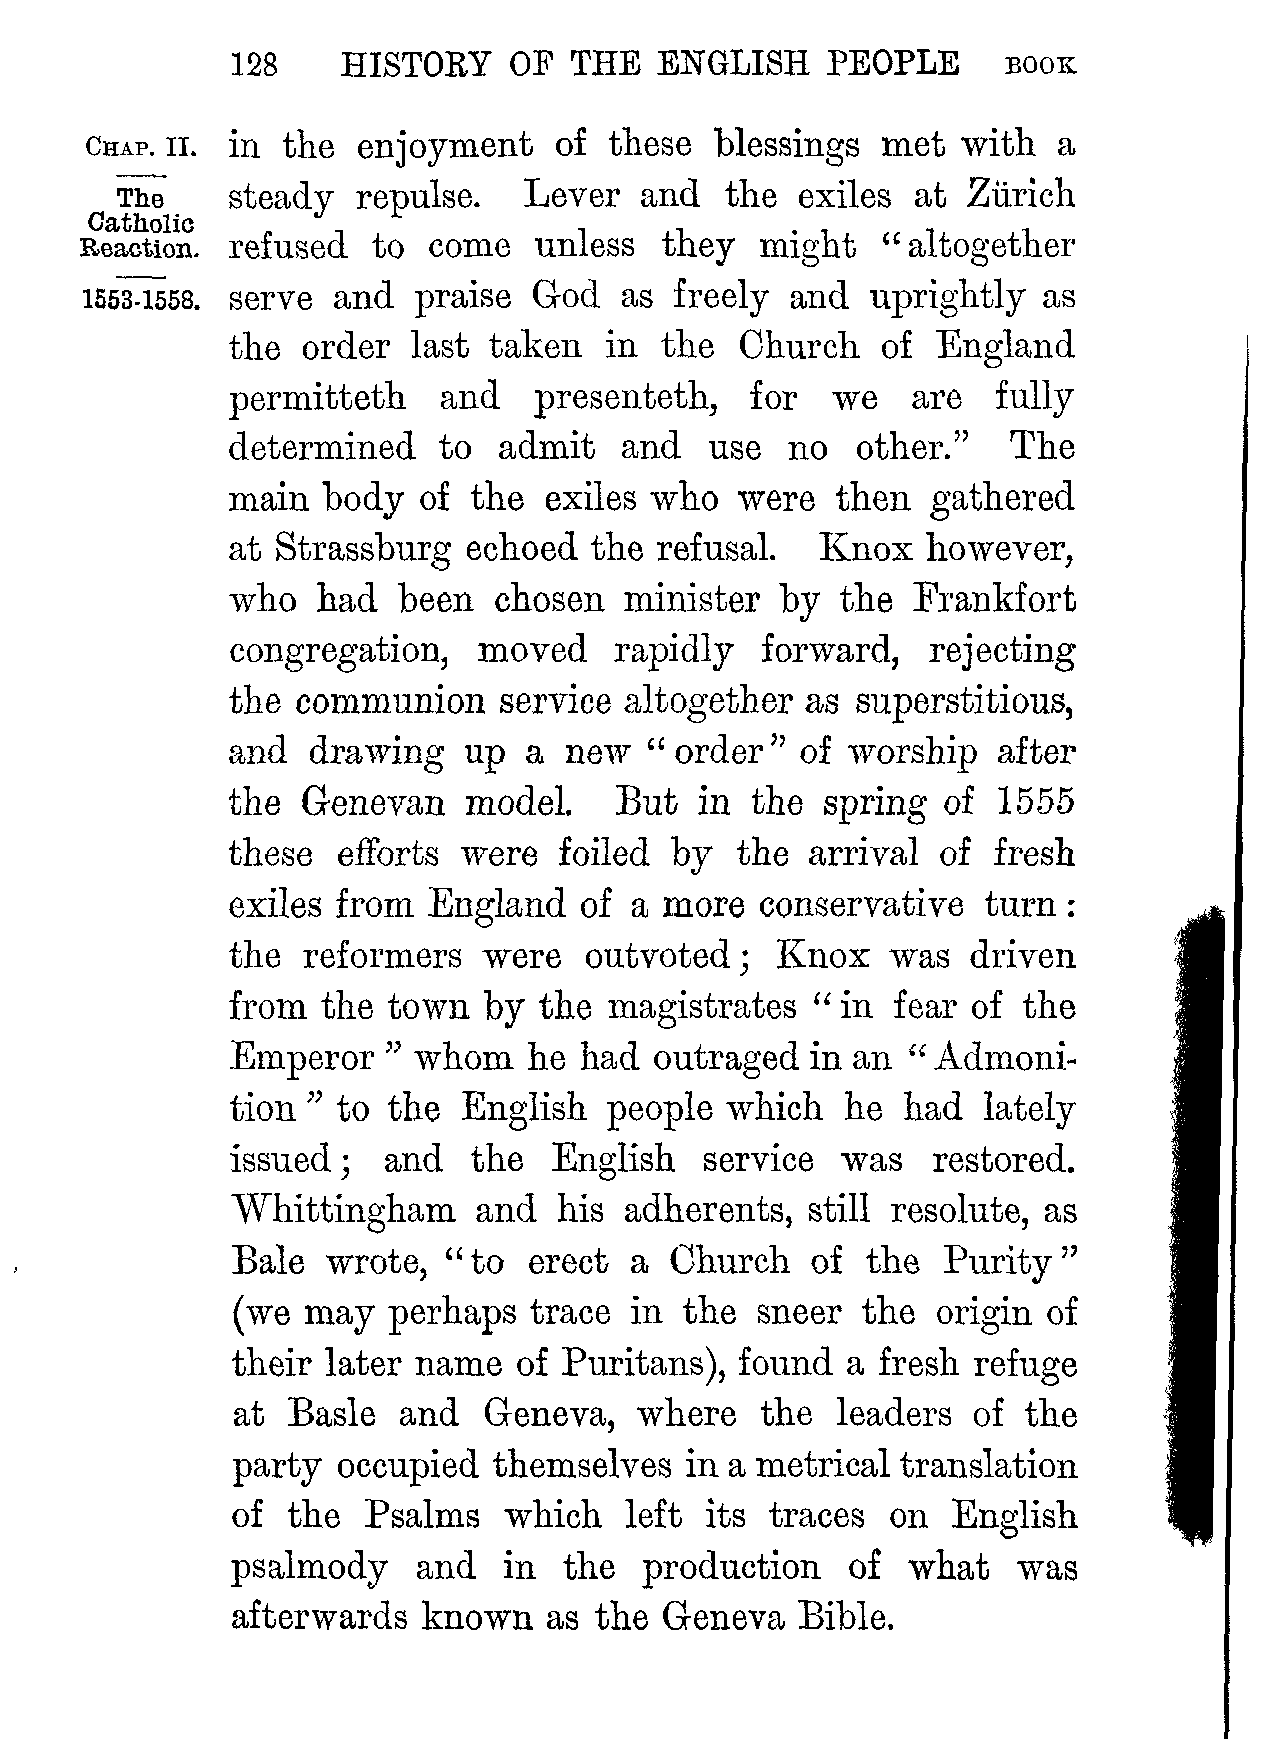 128 HISTORY OF THE ENGLISH PEOPLE BOOK
CHAP. II.
The
Catholic
Reaction.
1553-1558.
in the enjoyment of these blessings met with a
steady repulse. Lever and the exiles at Zürich
refused to come unless they might “altogether
serve and praise God as freely and uprightly as
the order last taken in the Church of England
permitteth and presenteth, for we are fully
determined to admit and use no other.” The
main body of the exiles who were then gathered
at Strassburg echoed the refusal. Knox however,
who had been chosen minister by the Frankfort
congregation, moved rapidly forward, rejecting
the communion service altogether as superstitious,
and drawing up a new “order” of worship after
the Genevan model. But in the spring of 1555
these efforts were foiled by the arrival of fresh
exiles from England of a more conservative turn:
the reformers were outvoted; Knox was driven
from the town by the magistrates “in fear of the
Emperor” whom he had outraged in an “Admoni-
tion” to the English people which he had lately
issued; and the English service was restored.
Whittingham and his adherents, still resolute, as
Bale wrote, “to erect a Church of the Purity”
(we may perhaps trace in the sneer the origin of
their later name of Puritans), found a fresh refuge
at Basle and Geneva, where the leaders of the
party occupied themselves in a metrical translation
of the Psalms which left its traces on English
psalmody and in the production of what was
afterwards known as the Geneva Bible.